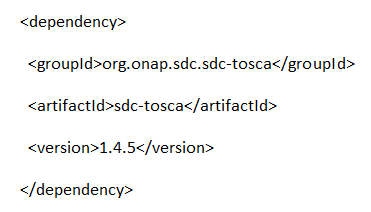 <dependency>
<groupId>org.onap.sdc.sdc-tosca</groupId>
<artifactId>sdc-tosca</artifactId>
<version>1.4.5</version>
</dependency>